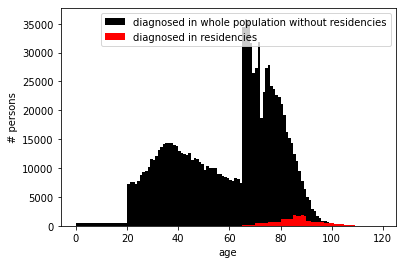 diagnosed in whole population without residencies
diagnosed in residencies
35000
30000
25000
20000
15000
10000
5000
0
# persons
0 20 40 60 80 100 120
age